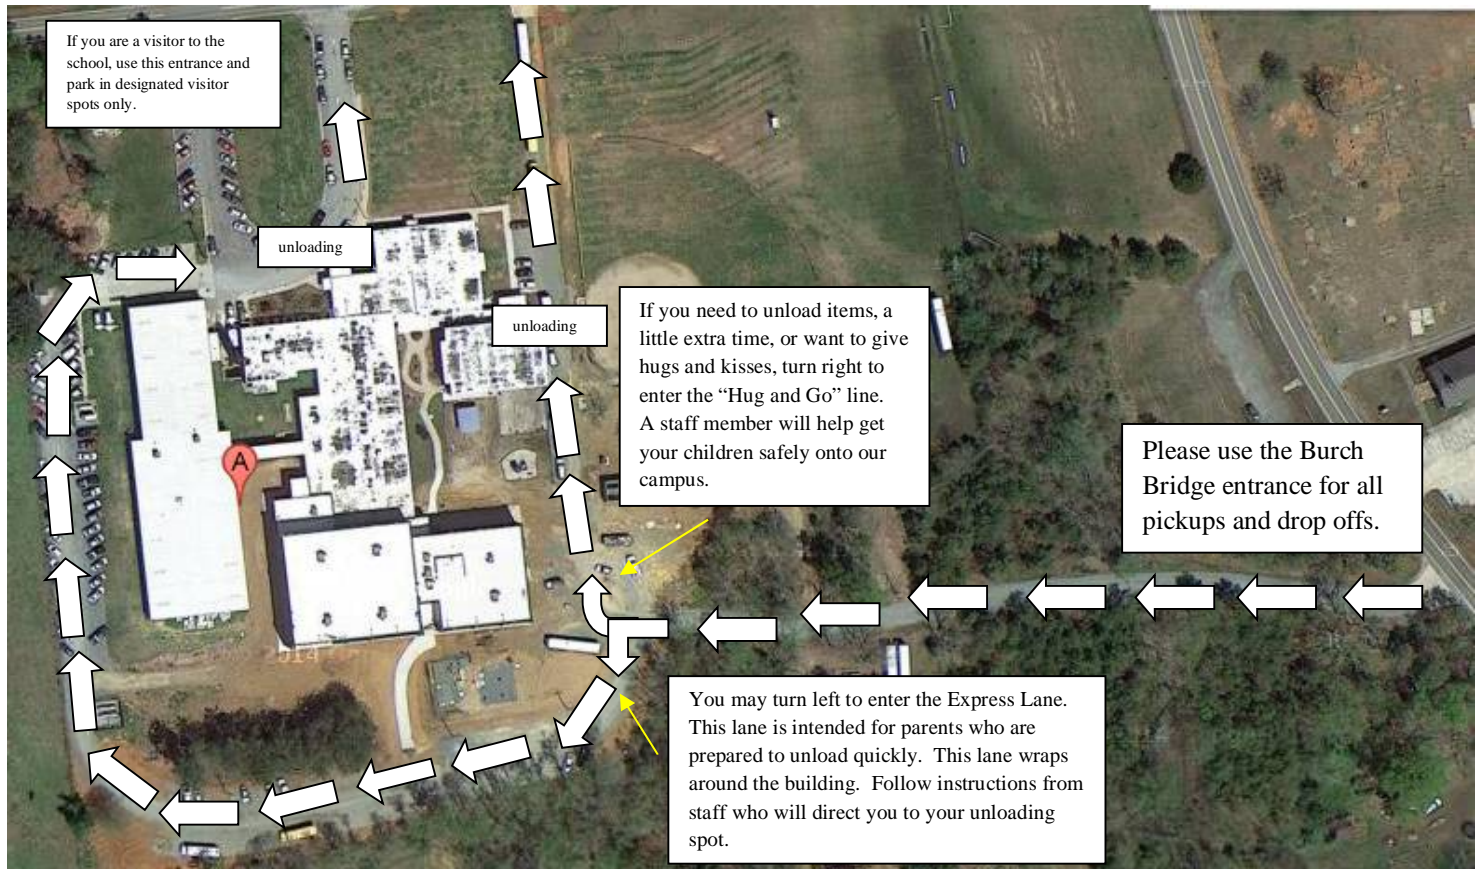 If you are a visitor to the
school, use this entrance and
park in designated visitor
spots only.
unloading
unloading
If you need to unload items, a
little extra time, or want to give
hugs and kisses, turn right to
enter the “Hug and Go” line.
A staff member will help get
your children safely onto our
campus.
Please use the Burch
Bridge entrance for all
pickups and drop offs.
A
You may turn left to enter the Express Lane.
This lane is intended for parents who are
prepared to unload quickly.  This lane wraps
around the building.  Follow instructions from
staff who will direct you to your unloading
spot.